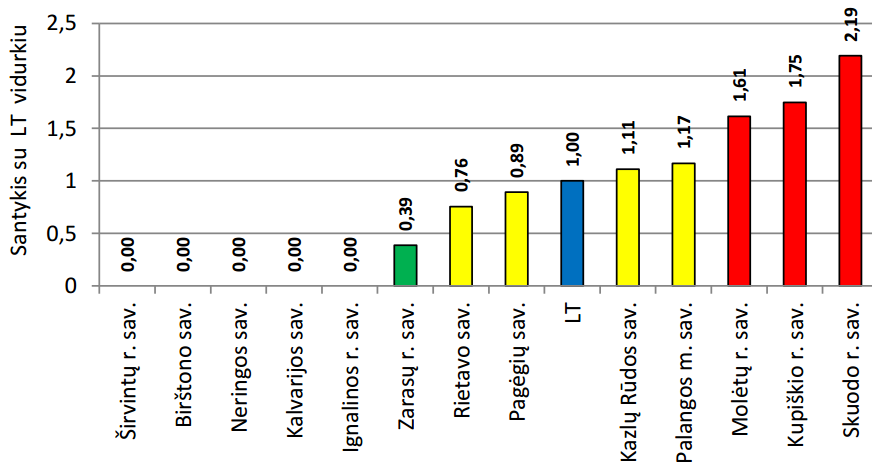 Santykis su LT vidurkiu
2,5
2
1,5
1
0,5
0
0,00
0,00
0,00
0,00
0,00
0,39
0,76
0,89
1,00
1,11
1,17
1,61
1,75
2,19
Širvintų r. sav.
Birštono sav.
Neringos sav.
Kalvarijos sav.
Ignalinos r. sav.
Zarasų r. sav.
Rietavo sav.
Pagėgių sav.
LT
Kazlų Rūdos sav.
Palangos m. sav.
Molėtų r. sav.
Kupiškio r. sav.
Skuodo r. sav.